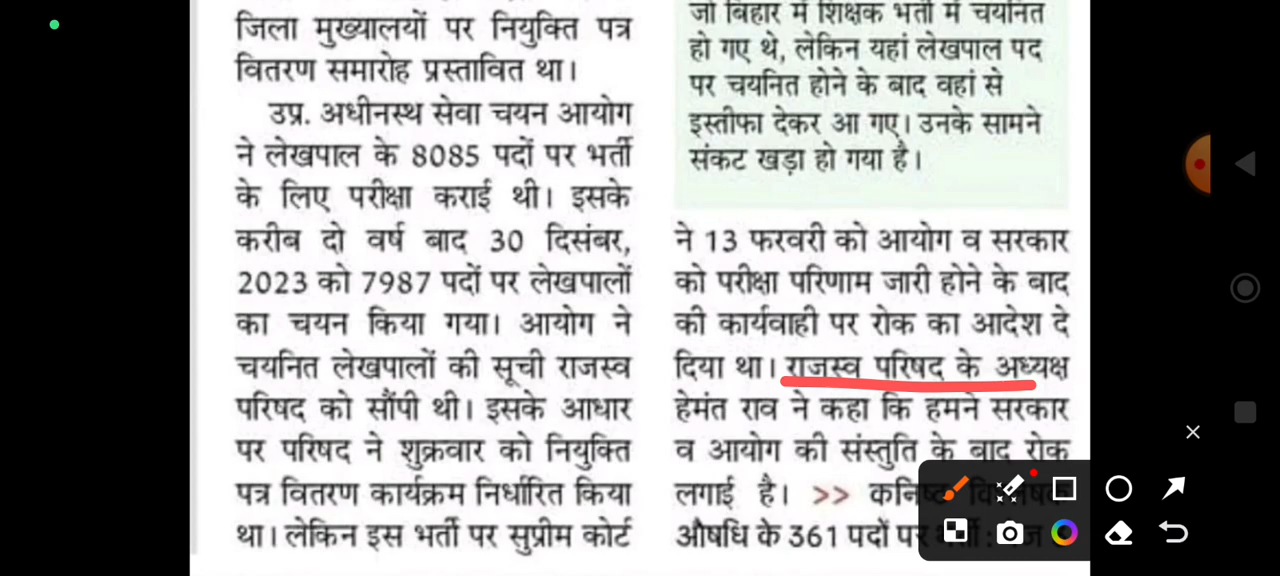 जिला मुख्यालयों पर नियुक्ति पत्र
वितरण समारोह प्रस्तावित था।
उप्र. अधीनस्थ सेवा चयन आयोग
ने लेखपाल के 8085 पदों पर भर्ती
के लिए परीक्षा कराई थी। इसके
करीब दो वर्ष बाद 30 दिसंबर,
2023 को 7987 पदों पर लेखपालों
का चयन किया गया। आयोग ने
चयनित लेखपालों की सूची राजस्व
परिषद को सौंपी थी। इसके आधार
पर परिषद ने शुक्रवार को नियुक्ति
पत्र वितरण कार्यक्रम निर्धारित किया
था। लेकिन इस भर्ती पर सुप्रीम कोर्ट
जो बिहार में शिक्षक भर्ती में चयनित
हो गए थे, लेकिन यहां लेखपाल पद
पर चयनित होने के बाद वहां से
इस्तीफा देकर आ गए। उनके सामने
संकट खड़ा हो गया है।
ने 13 फरवरी को आयोग व सरकार
को परीक्षा परिणाम जारी होने के बाद
की कार्यवाही पर रोक का आदेश दे
दिया था। राजस्व परिषद के अध्यक्ष
हेमंत राव ने कहा कि हमने सरकार
व आयोग की संस्तुति के बाद रोक
लगाई है। >>
औषधि के 361 पदों पर